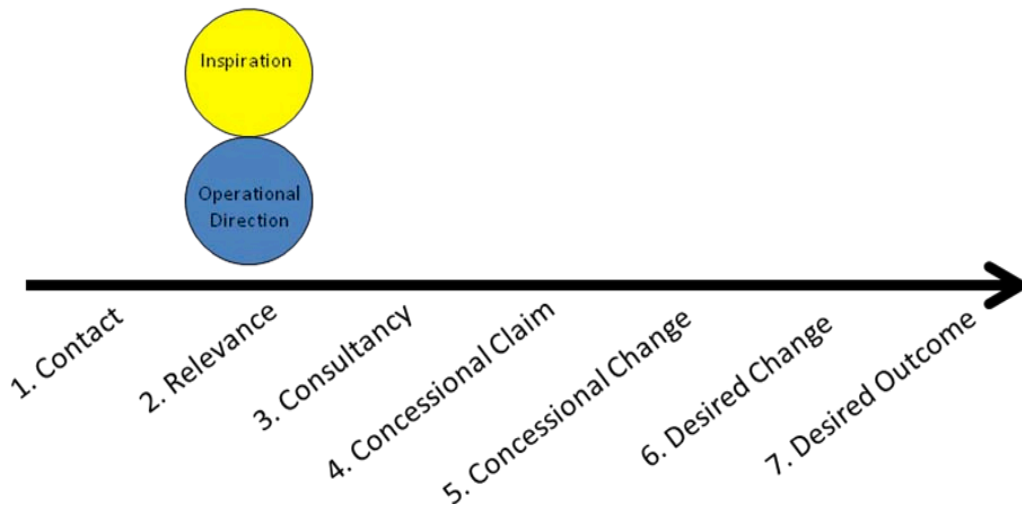 Inspiration
Operational
Direction
1. Contact
2. Relevance
3. Consultancy
4. Concessional Claim
5. Concessional Change
6. Desired Change
7. Desired Outcome